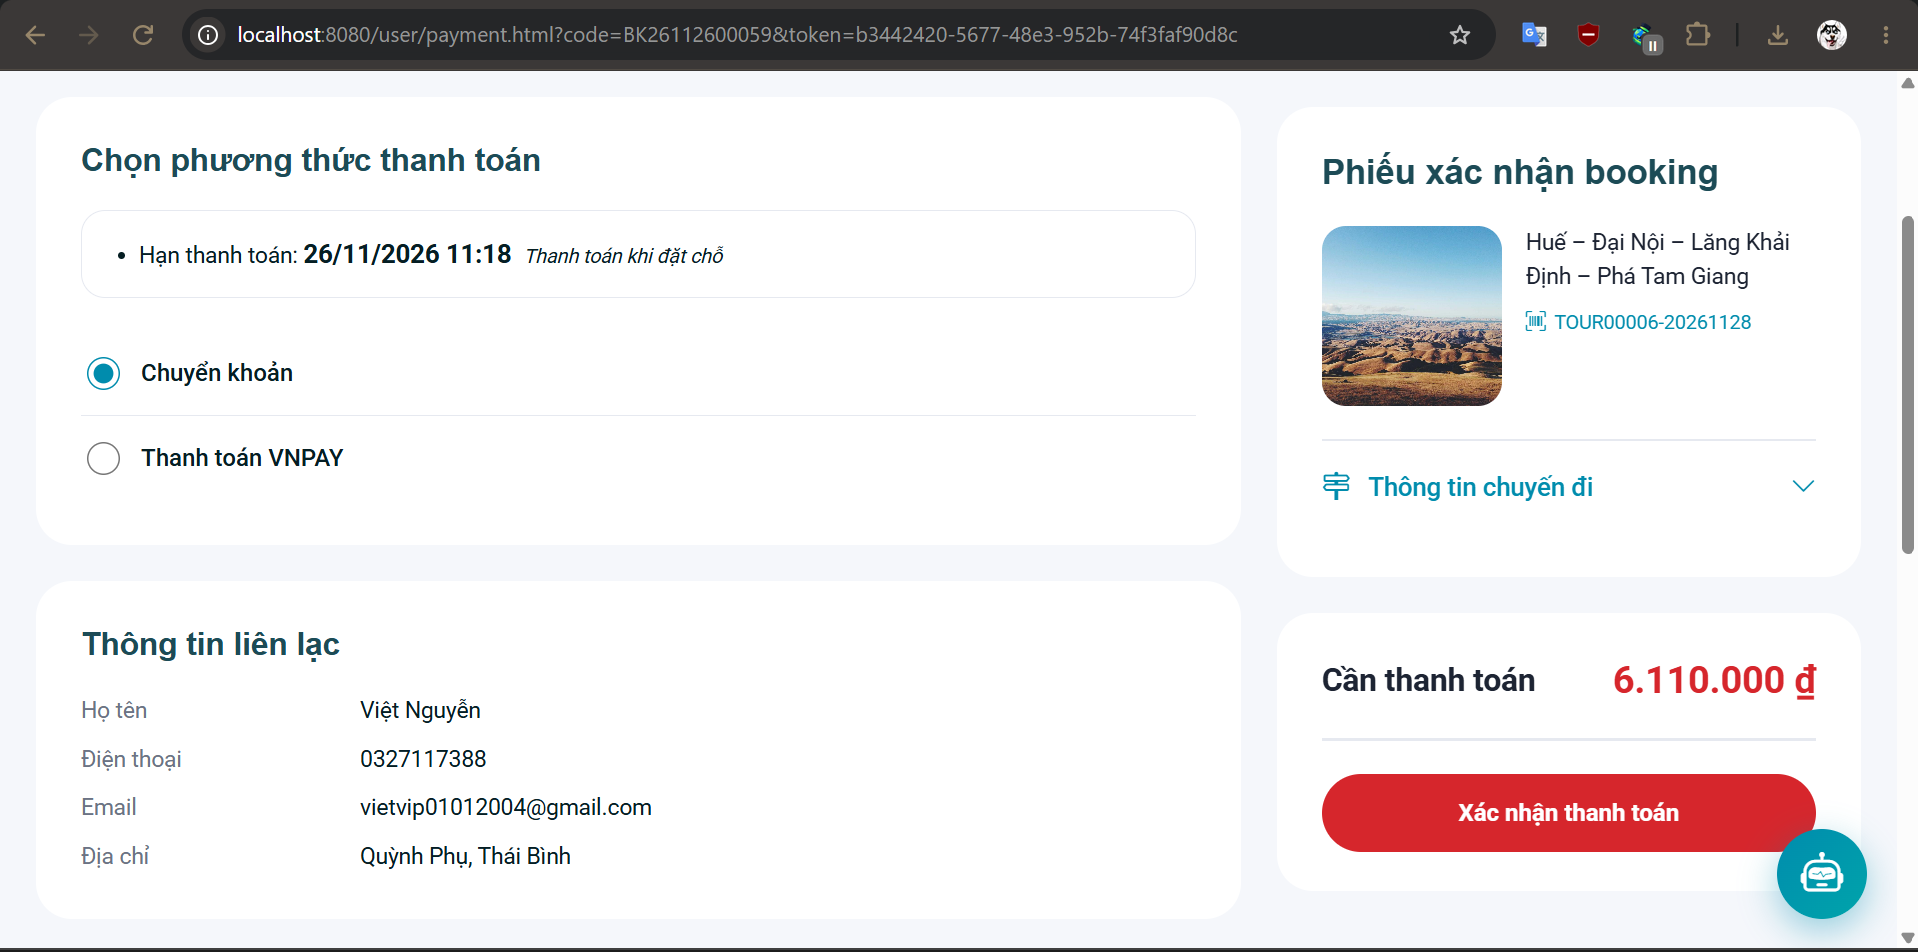 localhost:8080/user/payment.html?code=BK26112600059&token=b3442420-5677-48e3-952b-74f3faf90d8c
Chọn phương thức thanh toán
• Hạn thanh toán: 26/11/2026 11:18 Thanh toán khi đặt chỗ
Chuyển khoản
Thanh toán VNPAY
Thông tin liên lạc
Họ tên Việt Nguyễn
Điện thoại 0327117388
Email vietvip01012004@gmail.com
Địa chỉ Quỳnh Phụ, Thái Bình
Phiếu xác nhận booking
Huế – Đại Nội – Lăng Khải
Định – Phá Tam Giang
TOUR00006-20261128
Thông tin chuyến đi
Cần thanh toán 6.110.000 ₫
Xác nhận thanh toán